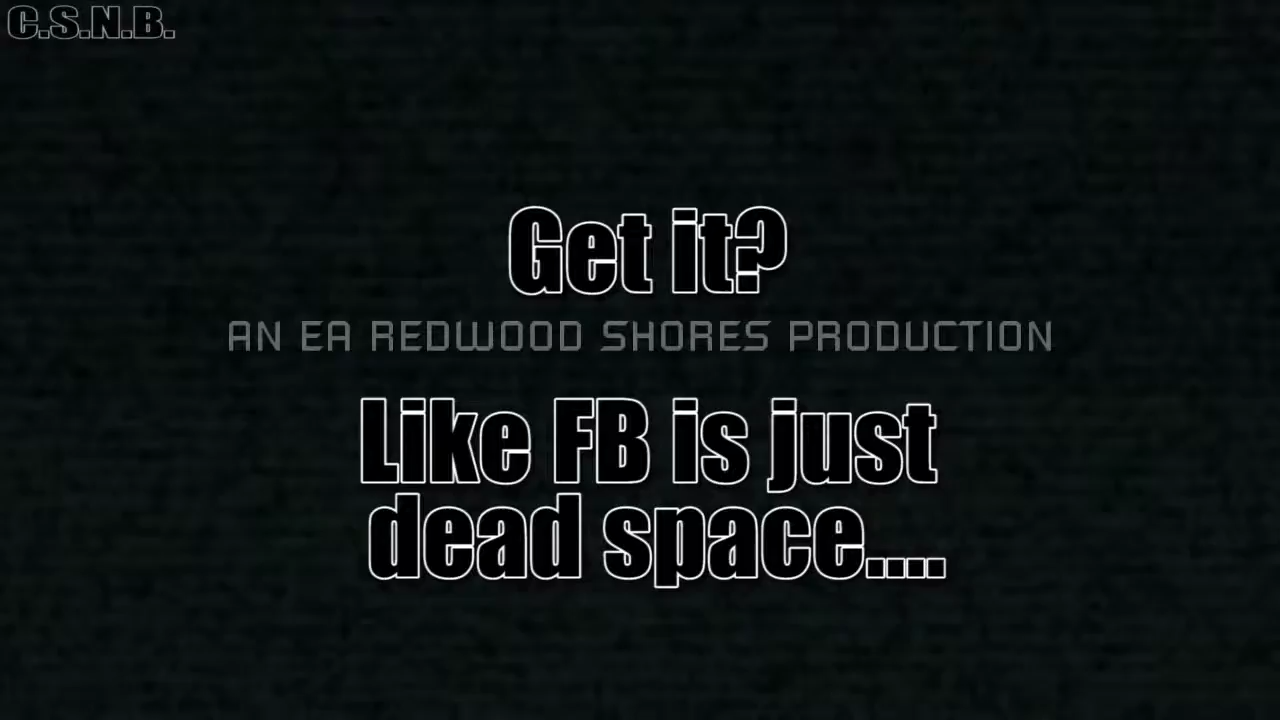 C.S.N.B.
Get it?
AN EA REDWOOD SHORES PRODUCTION
Like FB is just
dead space....